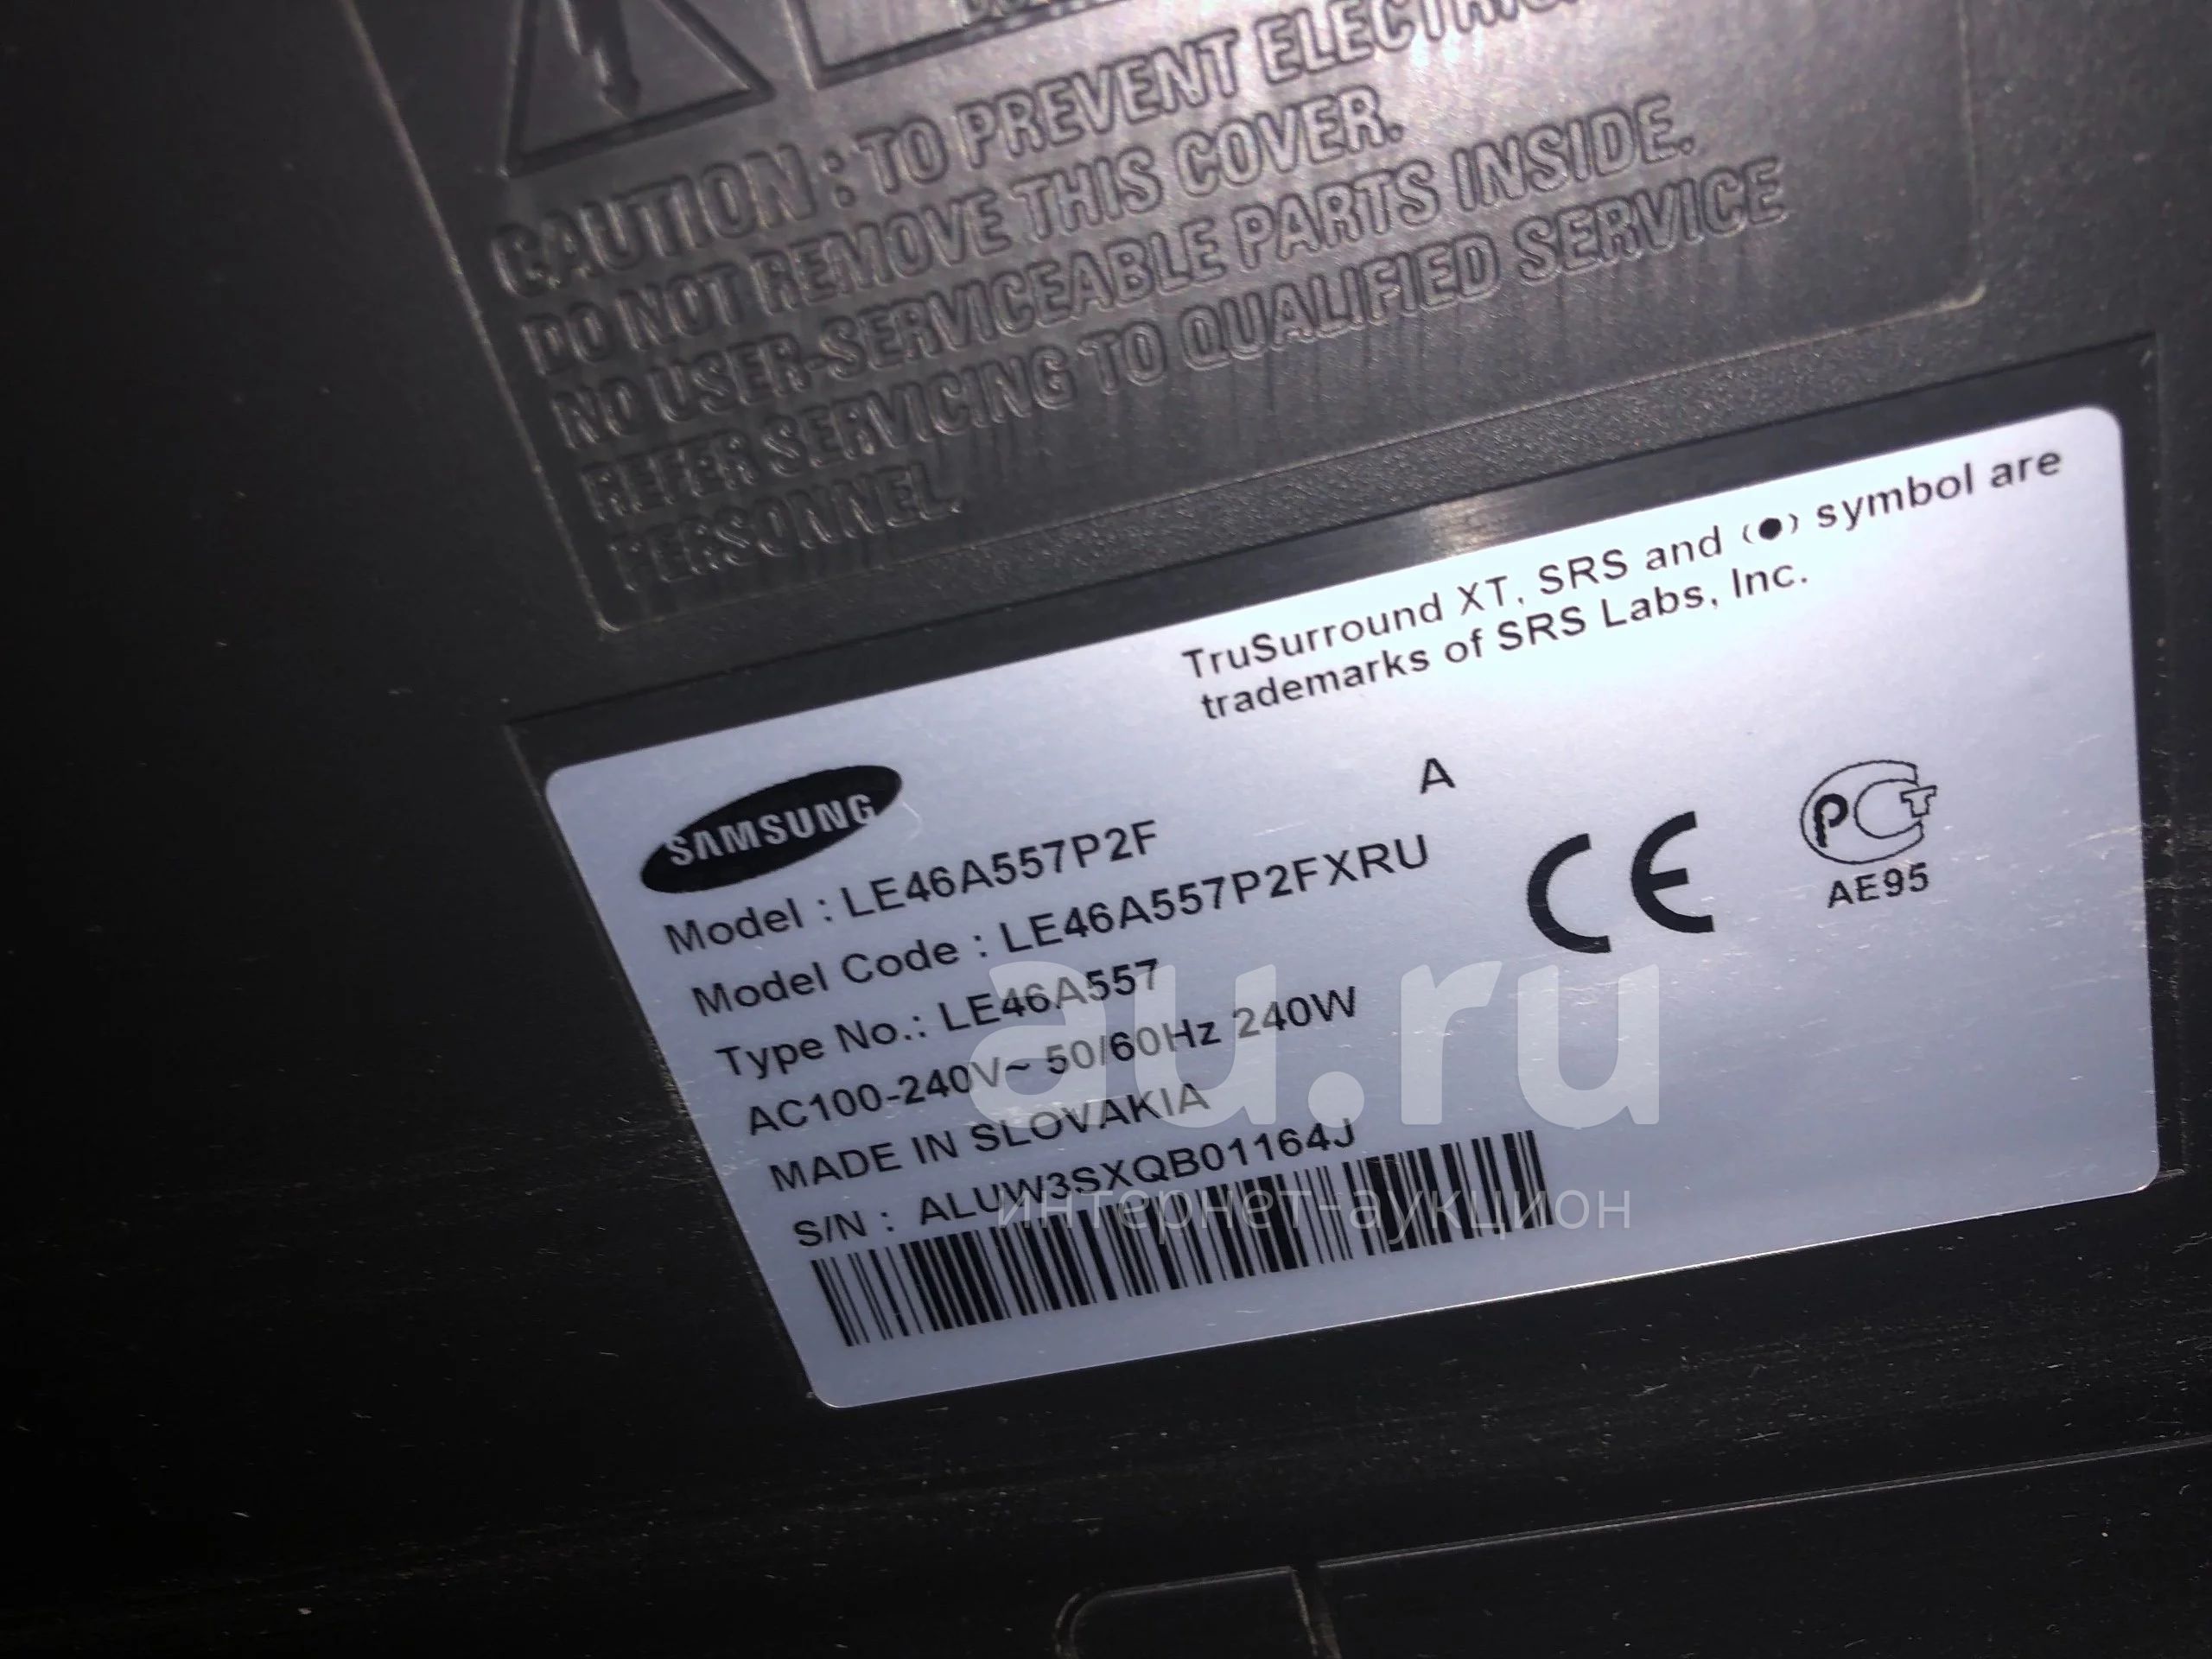 CAUTION : TO PREVENT ELECTRIC
DO NOT REMOVE THIS COVER.
NO USER-SERVICEABLE PARTS INSIDE.
REFER SERVICING TO QUALIFIED SERVICE
PERSONNEL.
TruSurround XT, SRS and (●) symbol are
trademarks of SRS Labs, Inc.
SAMSUNG
A
Model : LE46A557P2F
Model Code : LE46A557P2FXRU
Type No.: LE46A557
AC100-240V~ 50/60Hz 240W
MADE IN SLOVAKIA
S/N : ALUW3SXQB01164J
CE
РСТ
AE95
au.ru
интернет-аукцион